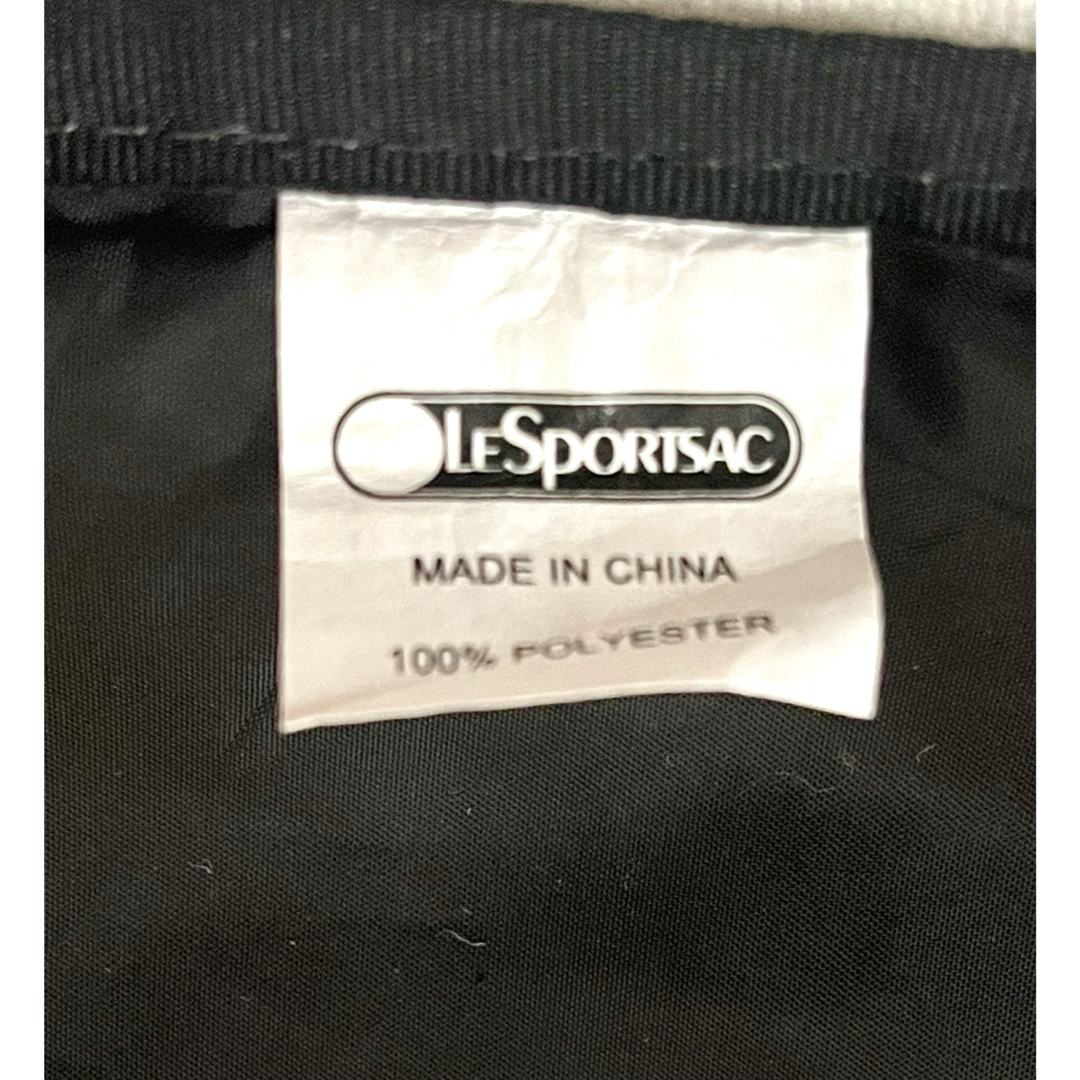 LESPORTSAC
MADE IN CHINA
100% POLYESTER